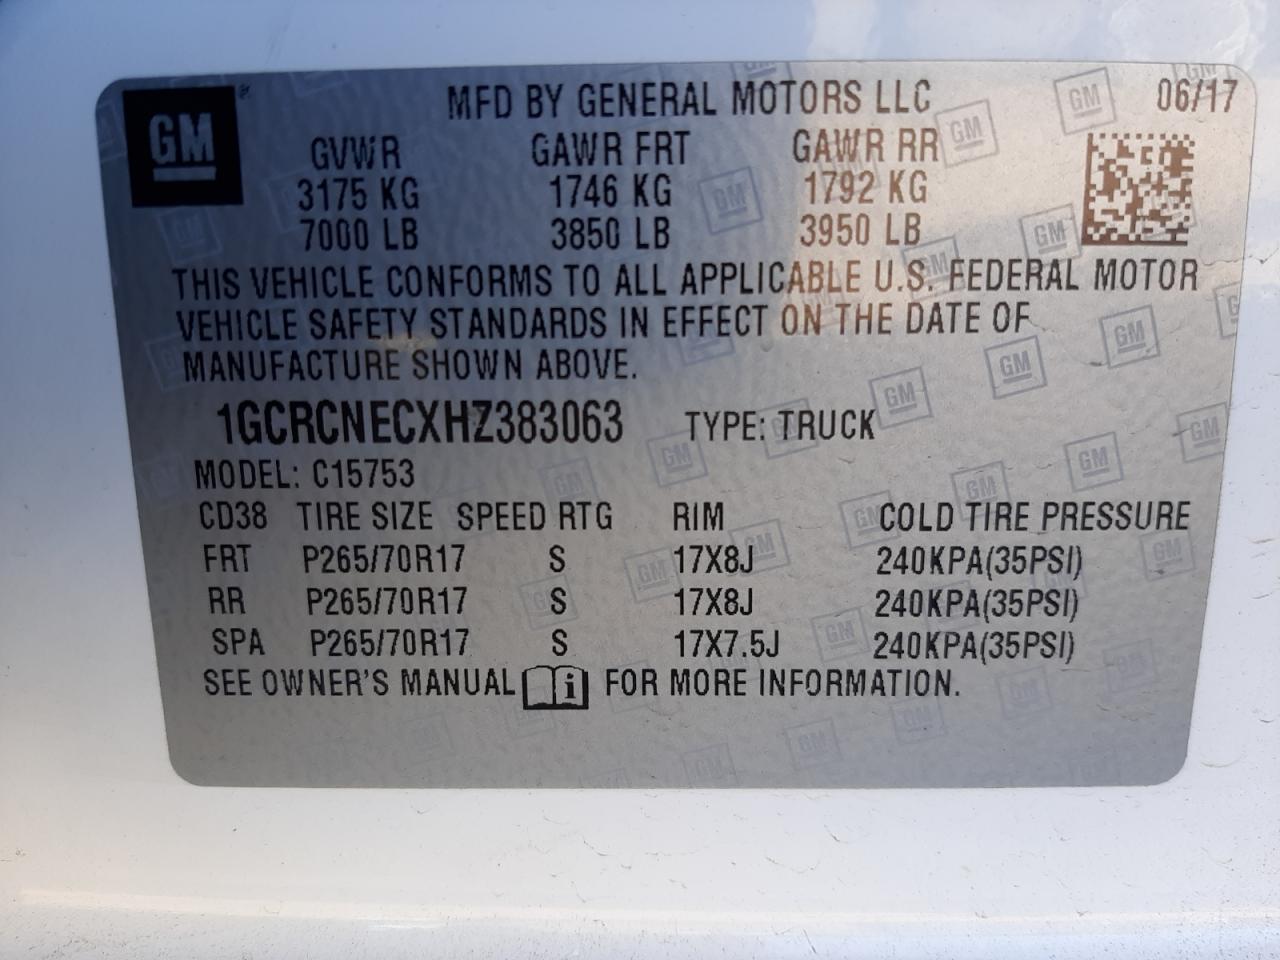 GM
MFD BY GENERAL MOTORS LLC 06/17
GVWR GAWR FRT GAWR RR
3175 KG 1746 KG 1792 KG
7000 LB 3850 LB 3950 LB
THIS VEHICLE CONFORMS TO ALL APPLICABLE U.S. FEDERAL MOTOR
VEHICLE SAFETY STANDARDS IN EFFECT ON THE DATE OF
MANUFACTURE SHOWN ABOVE.
1GCRCNECXHZ383063 TYPE: TRUCK
MODEL: C15753
CD38 TIRE SIZE SPEED RTG RIM COLD TIRE PRESSURE
FRT P265/70R17 S 17X8J 240KPA(35PSI)
RR P265/70R17 S 17X8J 240KPA(35PSI)
SPA P265/70R17 S 17X7.5J 240KPA(35PSI)
SEE OWNER'S MANUAL i FOR MORE INFORMATION.